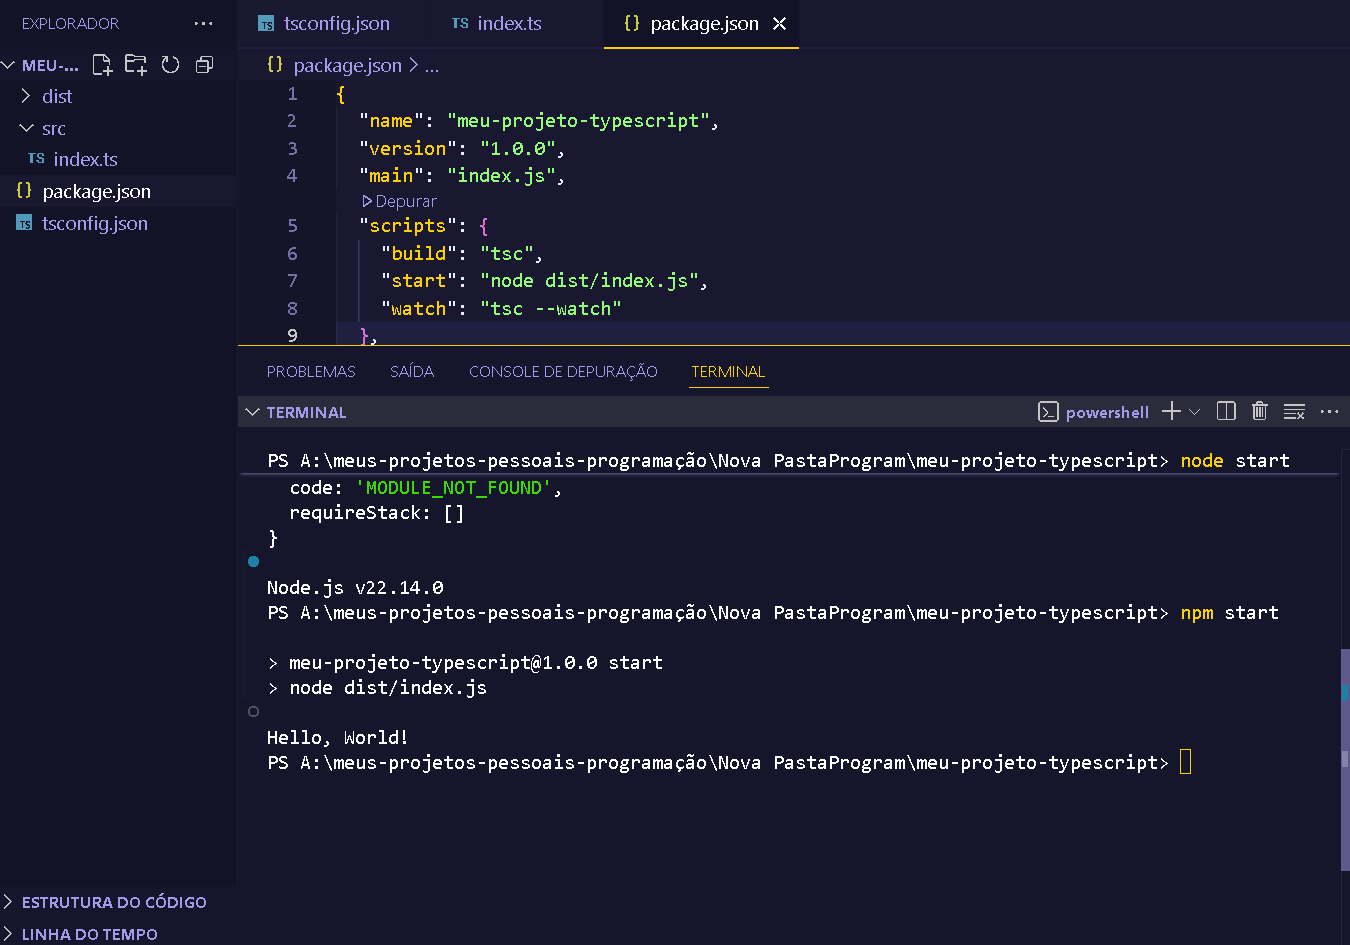 EXPLORADOR
MEU-...
dist
src
TS index.ts
{} package.json
TS tsconfig.json
ESTRUTURA DO CÓDIGO
LINHA DO TEMPO
TS tsconfig.json
TS index.ts
{} package.json
{} package.json > ...
1 {
2 "name": "meu-projeto-typescript",
3 "version": "1.0.0",
4 "main": "index.js",
Depurar
5 "scripts": {
6 "build": "tsc",
7 "start": "node dist/index.js",
8 "watch": "tsc --watch"
9 },
PROBLEMAS SAÍDA CONSOLE DE DEPURAÇÃO TERMINAL
TERMINAL
powershell
PS A:\meus-projetos-pessoais-programação\Nova PastaProgram\meu-projeto-typescript> node start
code: 'MODULE_NOT_FOUND',
requireStack: []
}
Node.js v22.14.0
PS A:\meus-projetos-pessoais-programação\Nova PastaProgram\meu-projeto-typescript> npm start
> meu-projeto-typescript@1.0.0 start
> node dist/index.js
Hello, World!
PS A:\meus-projetos-pessoais-programação\Nova PastaProgram\meu-projeto-typescript>